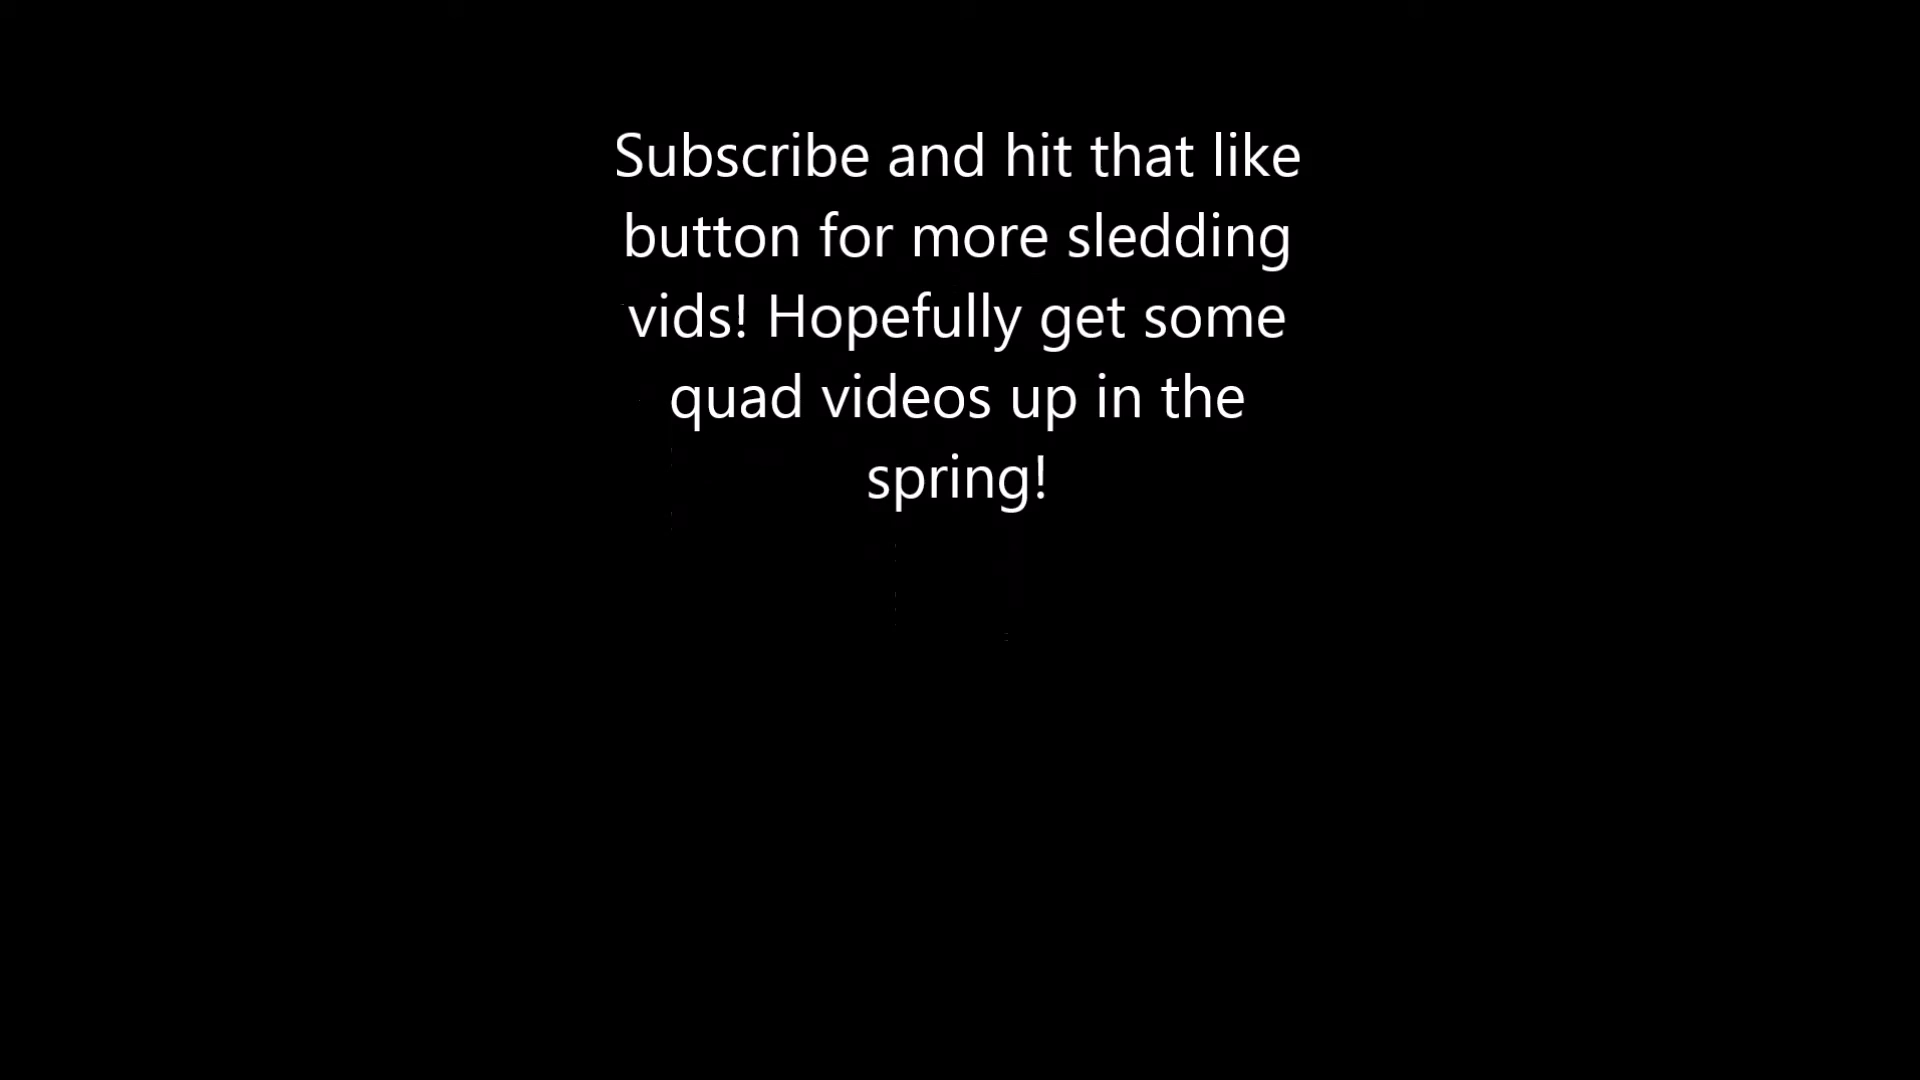 Subscribe and hit that like
button for more sledding
vids! Hopefully get some
quad videos up in the
spring!